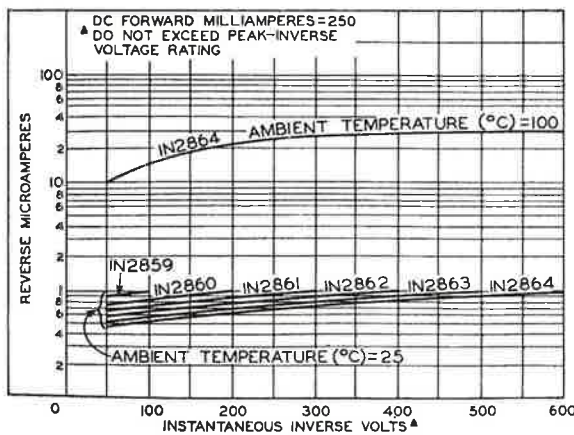 DC FORWARD MILLIAMPERES=250
▲ DO NOT EXCEED PEAK-INVERSE
VOLTAGE RATING
100
8
6
4
2
10
8
6
4
2
1
8
6
4
2
REVERSE MICROAMPERES
IN2864
AMBIENT TEMPERATURE (°C)=100
IN2859
IN2860
IN2861
IN2862
IN2863
IN2864
AMBIENT TEMPERATURE (°C)=25
0 100 200 300 400 500 600
INSTANTANEOUS INVERSE VOLTS▲